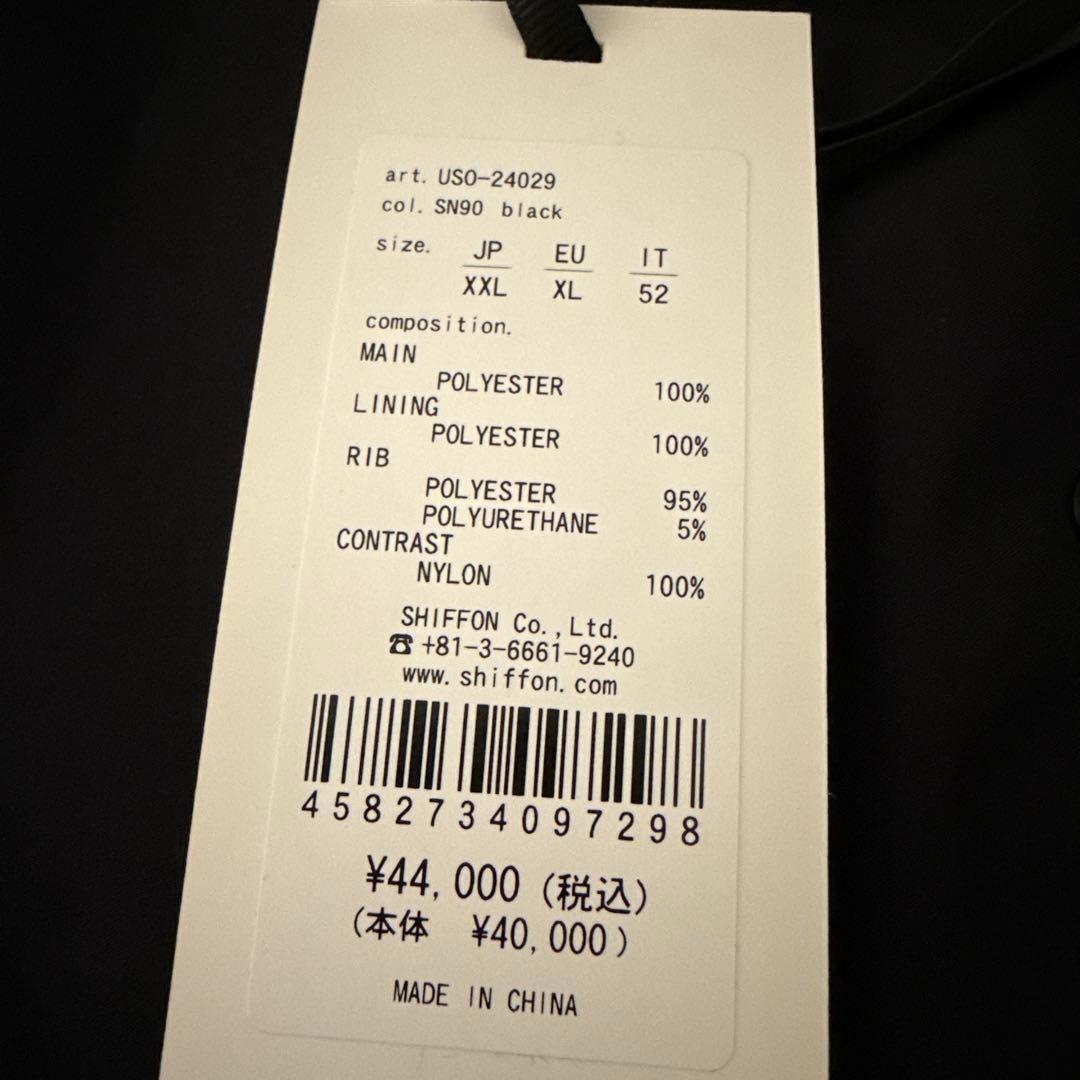 art. USO-24029
col. SN90 black
size. JP EU IT
XXL XL 52
composition.
MAIN
POLYESTER 100%
LINING
POLYESTER 100%
RIB
POLYESTER 95%
POLYURETHANE 5%
CONTRAST
NYLON 100%
SHIFFON Co.,Ltd.
☎+81-3-6661-9240
www.shiffon.com
4582734097298
¥44,000(税込)
(本体 ¥40,000)
MADE IN CHINA